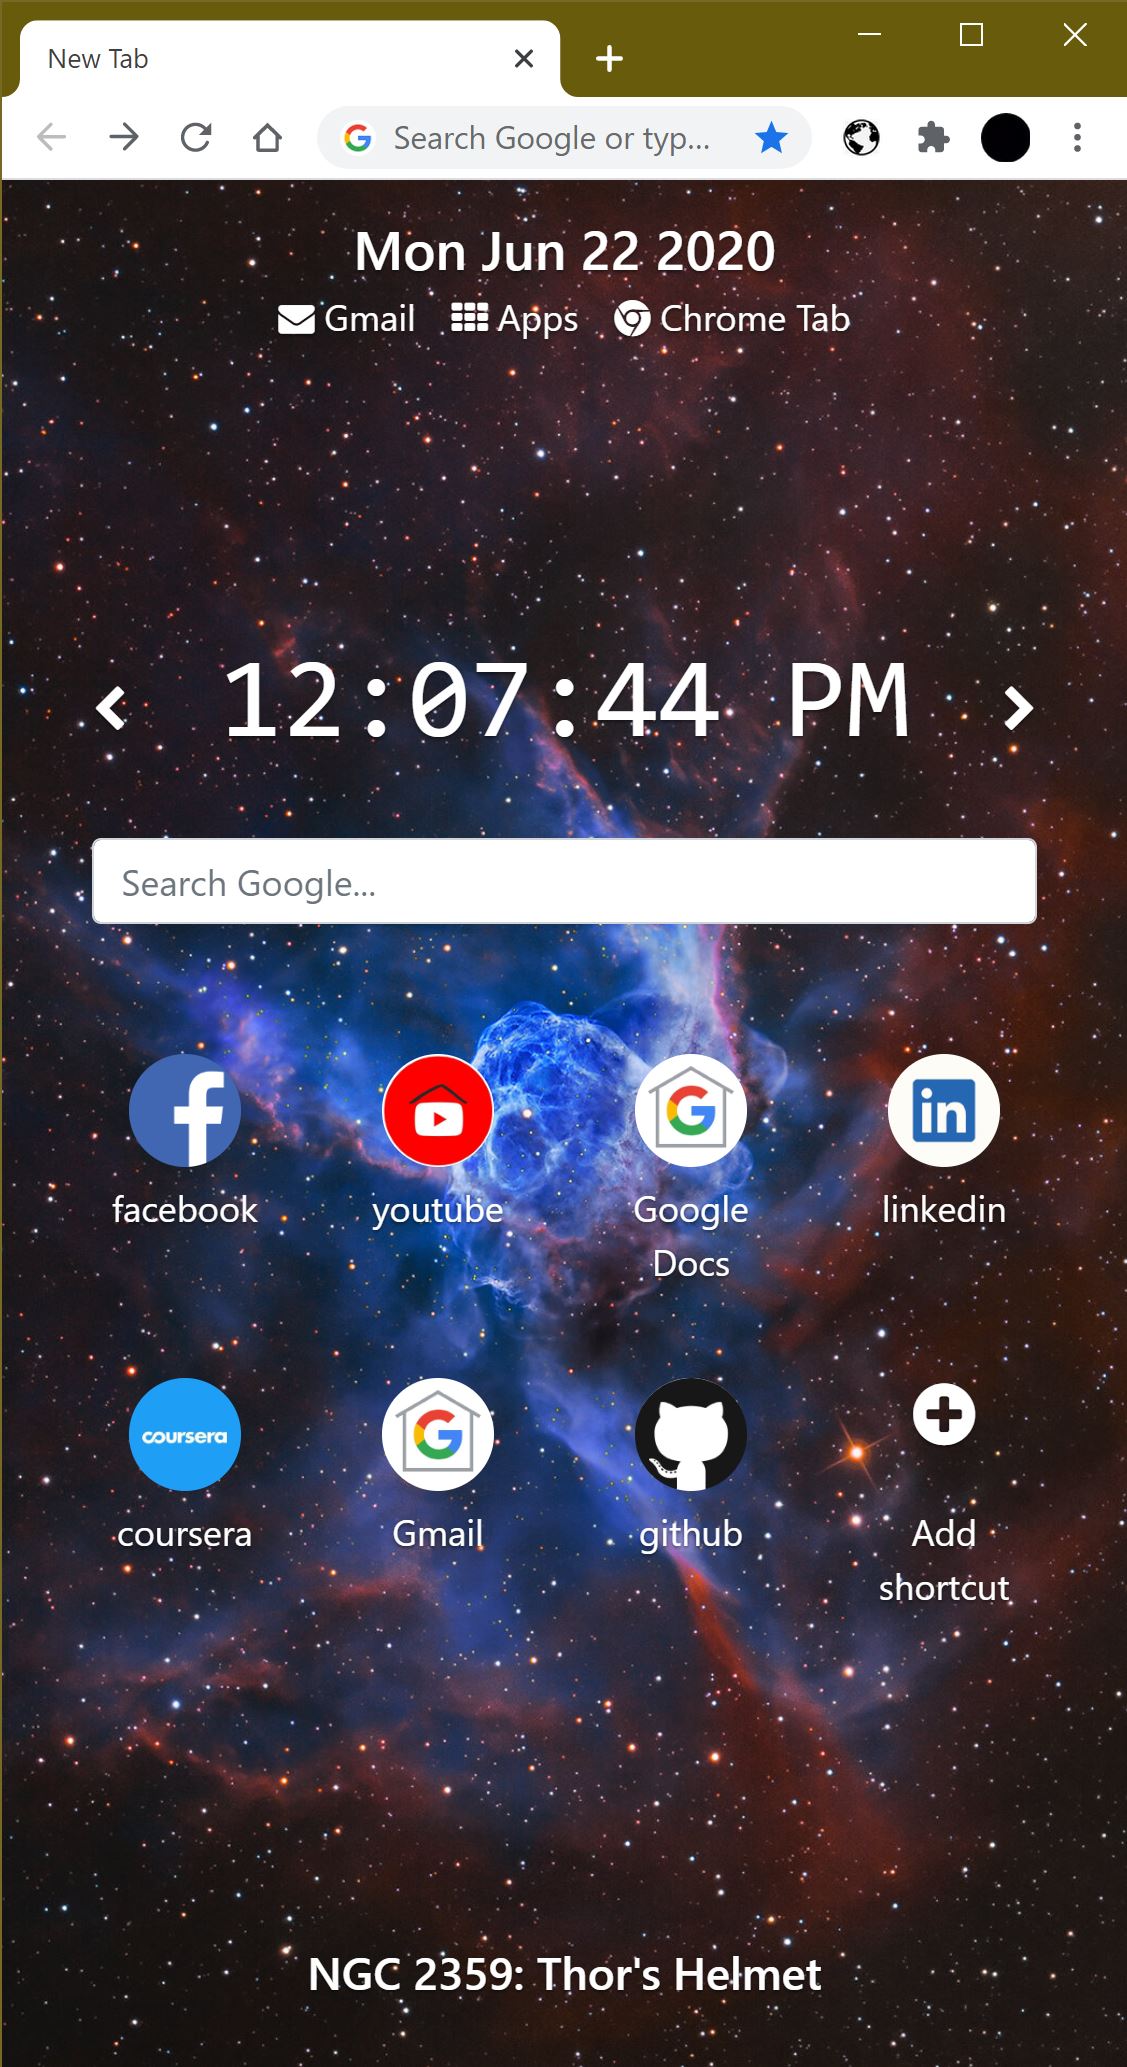 New Tab
Search Google or typ...
Mon Jun 22 2020
Gmail Apps Chrome Tab
12:07:44 PM
Search Google...
facebook youtube Google Docs linkedin
coursera
coursera Gmail github Add shortcut
NGC 2359: Thor's Helmet